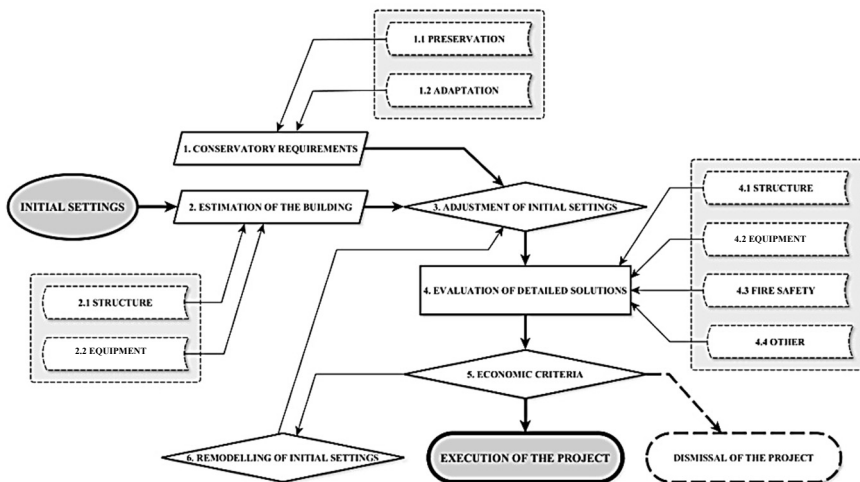 1.1 PRESERVATION
1.2 ADAPTATION
1. CONSERVATORY REQUIREMENTS
INITIAL SETTINGS
2. ESTIMATION OF THE BUILDING
3. ADJUSTMENT OF INITIAL SETTINGS
4.1 STRUCTURE
4.2 EQUIPMENT
4.3 FIRE SAFETY
4.4 OTHER
2.1 STRUCTURE
2.2 EQUIPMENT
4. EVALUATION OF DETAILED SOLUTIONS
5. ECONOMIC CRITERIA
6. REMODELLING OF INITIAL SETTINGS
EXECUTION OF THE PROJECT
DISMISSAL OF THE PROJECT